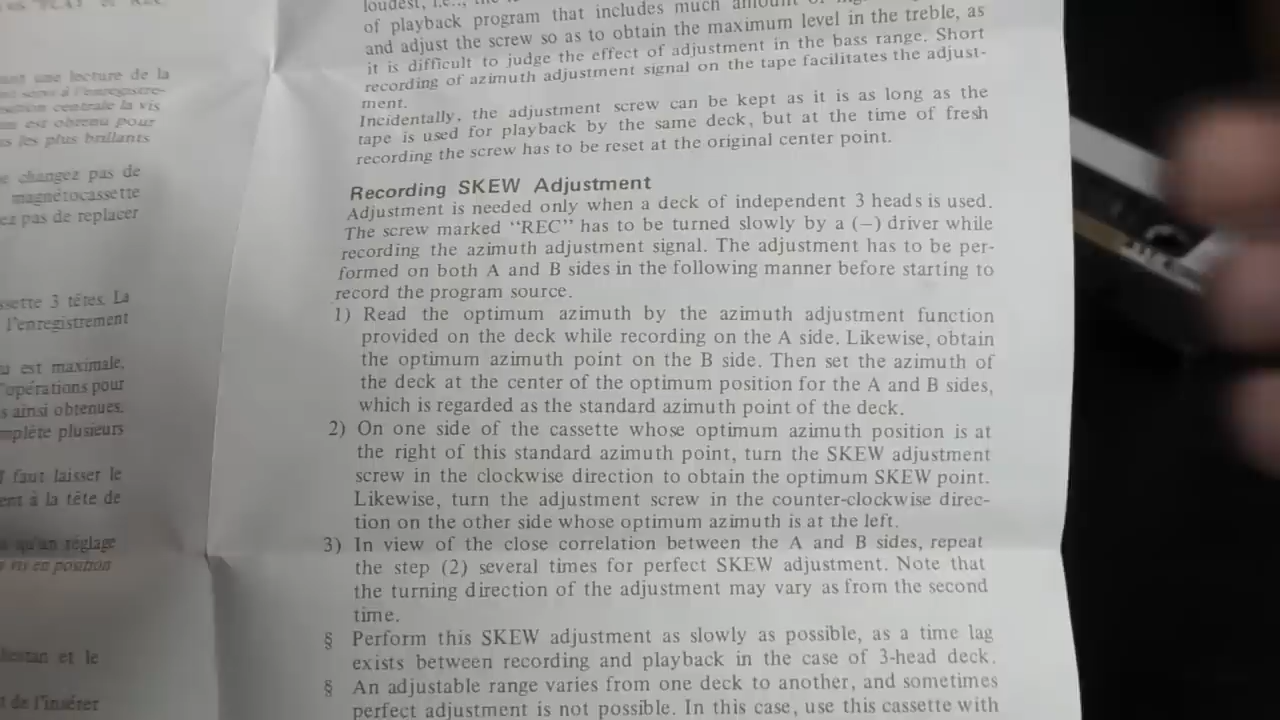 ant une lecture de la
section centrale la vis
est obtenu pour
les plus brillants
changez pas de
magnétocassette
ez pas de replacer
ssette 3 têtes. La
l'enregistrement
u est maximale,
l'opérations pour
s ainsi obtenues.
mplète plusieurs
faut laisser le
ent à la tête de
qu'un réglage
vis en position
et le
t de l'insérer
loudest, i.e., the
of playback program that includes much amount of
and adjust the screw so as to obtain the maximum level in the treble, as
it is difficult to judge the effect of adjustment in the bass range. Short
recording of azimuth adjustment signal on the tape facilitates the adjust-
ment.
Incidentally, the adjustment screw can be kept as it is as long as the
tape is used for playback by the same deck, but at the time of fresh
recording the screw has to be reset at the original center point.
Recording SKEW Adjustment
Adjustment is needed only when a deck of independent 3 heads is used.
The screw marked “REC” has to be turned slowly by a (−) driver while
recording the azimuth adjustment signal. The adjustment has to be per-
formed on both A and B sides in the following manner before starting to
record the program source.
1) Read the optimum azimuth by the azimuth adjustment function
provided on the deck while recording on the A side. Likewise, obtain
the optimum azimuth point on the B side. Then set the azimuth of
the deck at the center of the optimum position for the A and B sides,
which is regarded as the standard azimuth point of the deck.
2) On one side of the cassette whose optimum azimuth position is at
the right of this standard azimuth point, turn the SKEW adjustment
screw in the clockwise direction to obtain the optimum SKEW point.
Likewise, turn the adjustment screw in the counter-clockwise direc-
tion on the other side whose optimum azimuth is at the left.
3) In view of the close correlation between the A and B sides, repeat
the step (2) several times for perfect SKEW adjustment. Note that
the turning direction of the adjustment may vary as from the second
time.
§ Perform this SKEW adjustment as slowly as possible, as a time lag
exists between recording and playback in the case of 3-head deck.
§ An adjustable range varies from one deck to another, and sometimes
perfect adjustment is not possible. In this case, use this cassette with